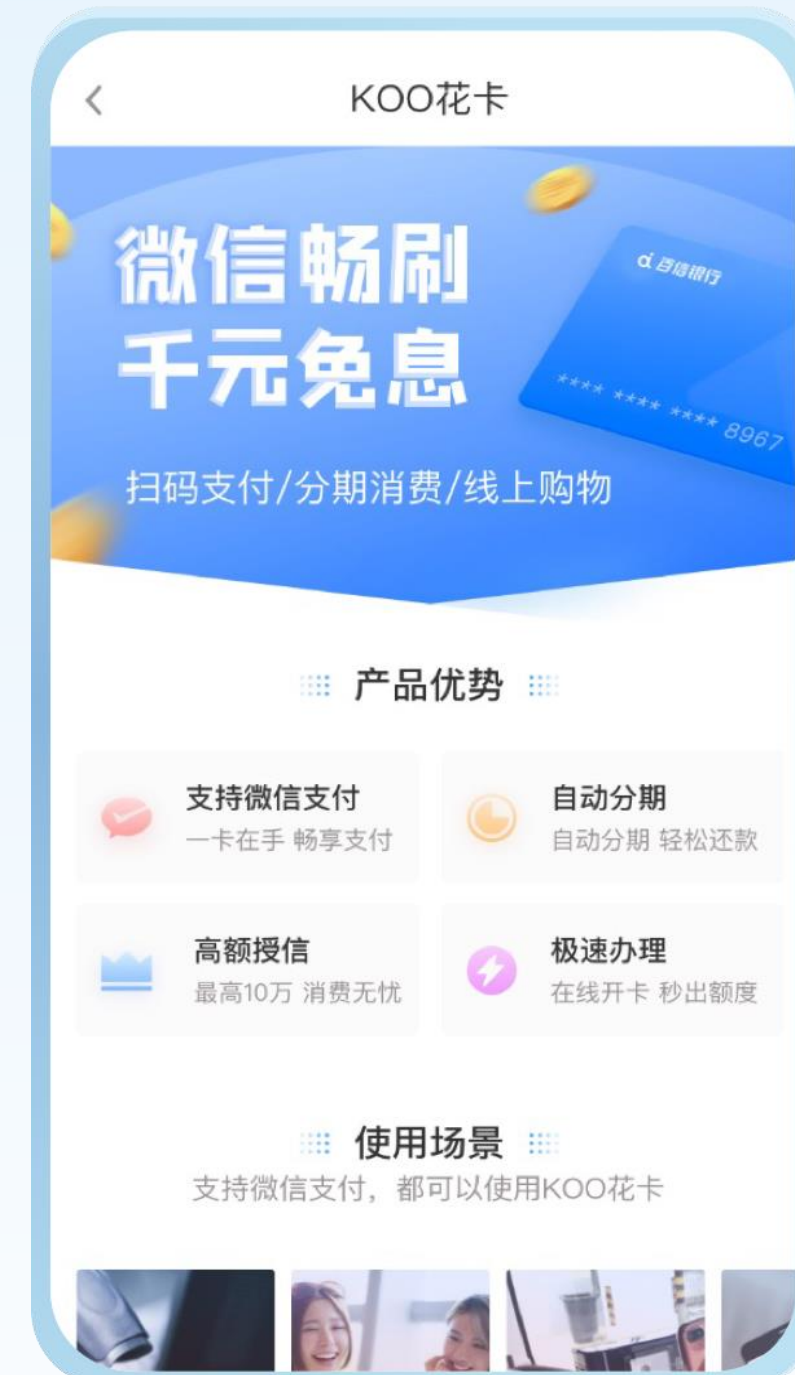 KOO花卡
微信畅刷
千元免息
百信银行
**** **** **** 8967
扫码支付/分期消费/线上购物
产品优势
支持微信支付
一卡在手 畅享支付
自动分期
自动分期 轻松还款
高额授信
最高10万 消费无忧
极速办理
在线开卡 秒出额度
使用场景
支持微信支付，都可以使用KOO花卡